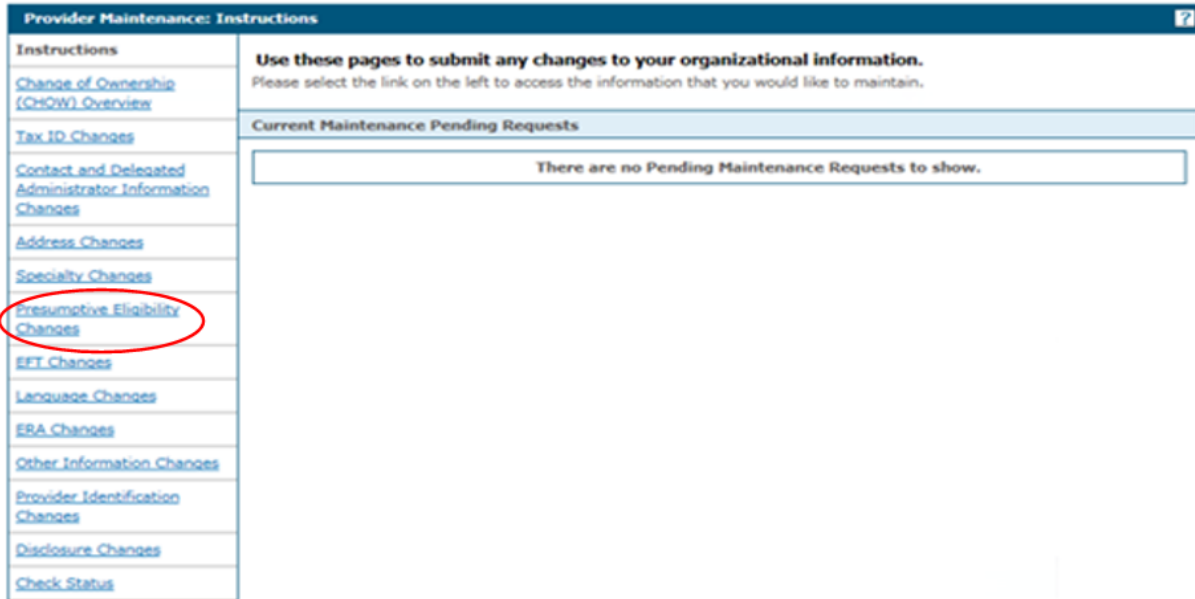 Provider Maintenance: Instructions
?
Instructions
Change of Ownership
(CHOW) Overview
Tax ID Changes
Contact and Delegated
Administrator Information
Changes
Address Changes
Specialty Changes
Presumptive Eligibility
Changes
EFT Changes
Language Changes
ERA Changes
Other Information Changes
Provider Identification
Changes
Disclosure Changes
Check Status
Use these pages to submit any changes to your organizational information.
Please select the link on the left to access the information that you would like to maintain.
Current Maintenance Pending Requests
There are no Pending Maintenance Requests to show.